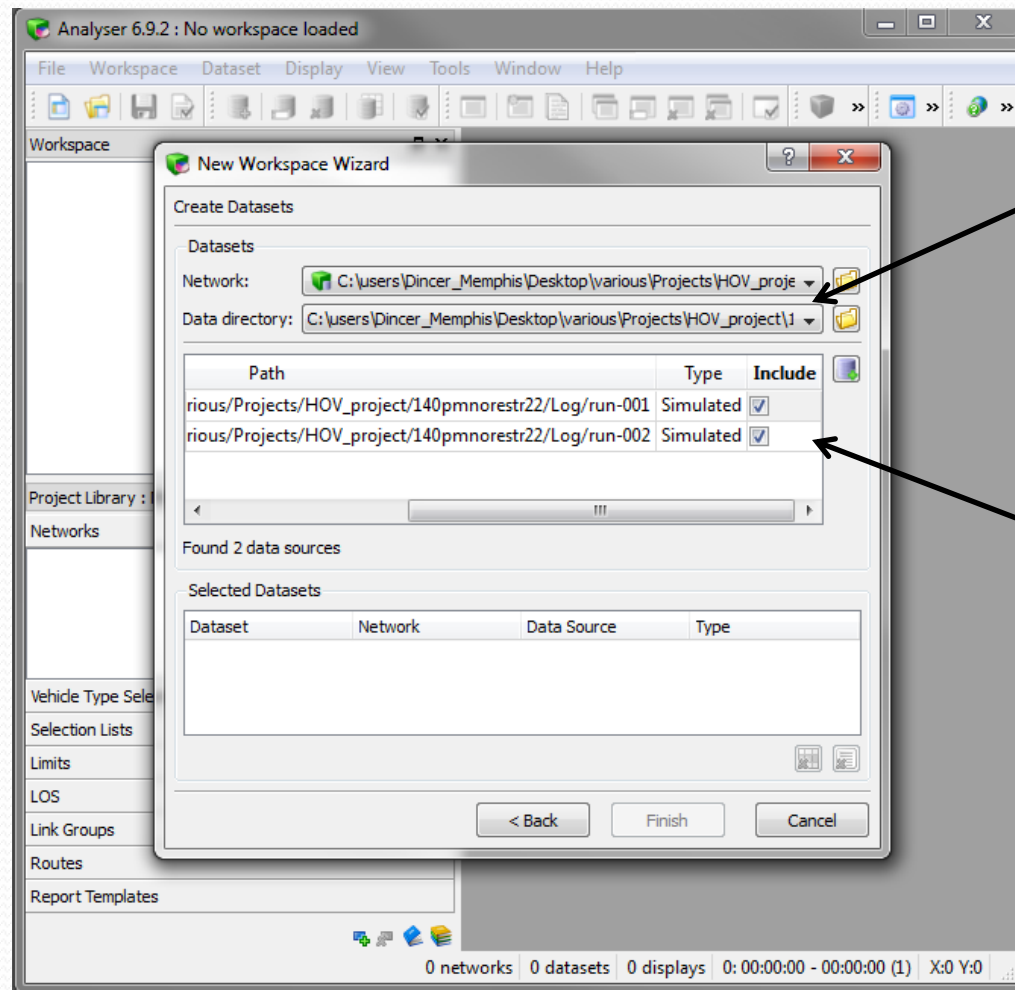 Analyser 6.9.2 : No workspace loaded
File Workspace Dataset Display View Tools Window Help
Workspace
New Workspace Wizard
Create Datasets
Datasets
Network: C:\users\Dincer_Memphis\Desktop\various\Projects\HOV_proje
Data directory: C:\users\Dincer_Memphis\Desktop\various\Projects\HOV_project\1
Path Type Include
rious/Projects/HOV_project/140pmnorestr22/Log/run-001 Simulated
rious/Projects/HOV_project/140pmnorestr22/Log/run-002 Simulated
Found 2 data sources
Selected Datasets
Dataset Network Data Source Type
< Back Finish Cancel
Project Library :
Networks
Vehicle Type Sele
Selection Lists
Limits
LOS
Link Groups
Routes
Report Templates
0 networks 0 datasets 0 displays 0: 00:00:00 - 00:00:00 (1) X:0 Y:0